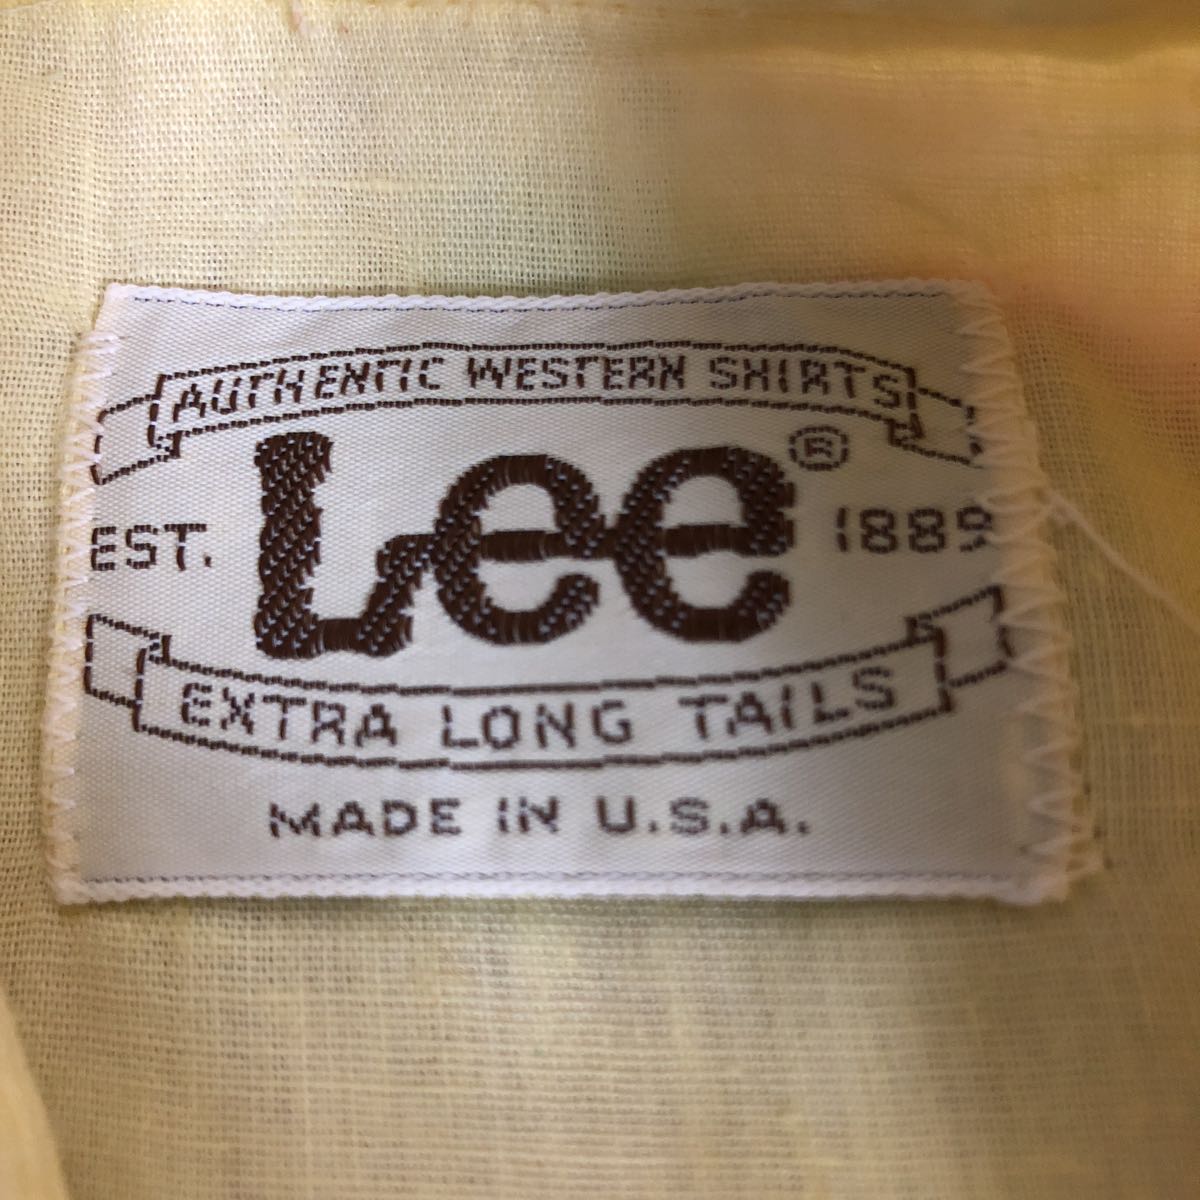 AUTHENTIC WESTERN SHIRTS
Lee®
EST. 1889
EXTRA LONG TAILS
MADE IN U.S.A.